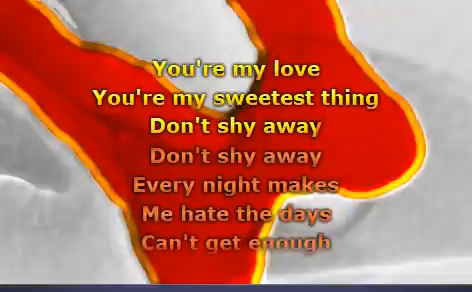 You're my love
You're my sweetest thing
Don't shy away
Don't shy away
Every night makes
Me hate the days
Can't get enough